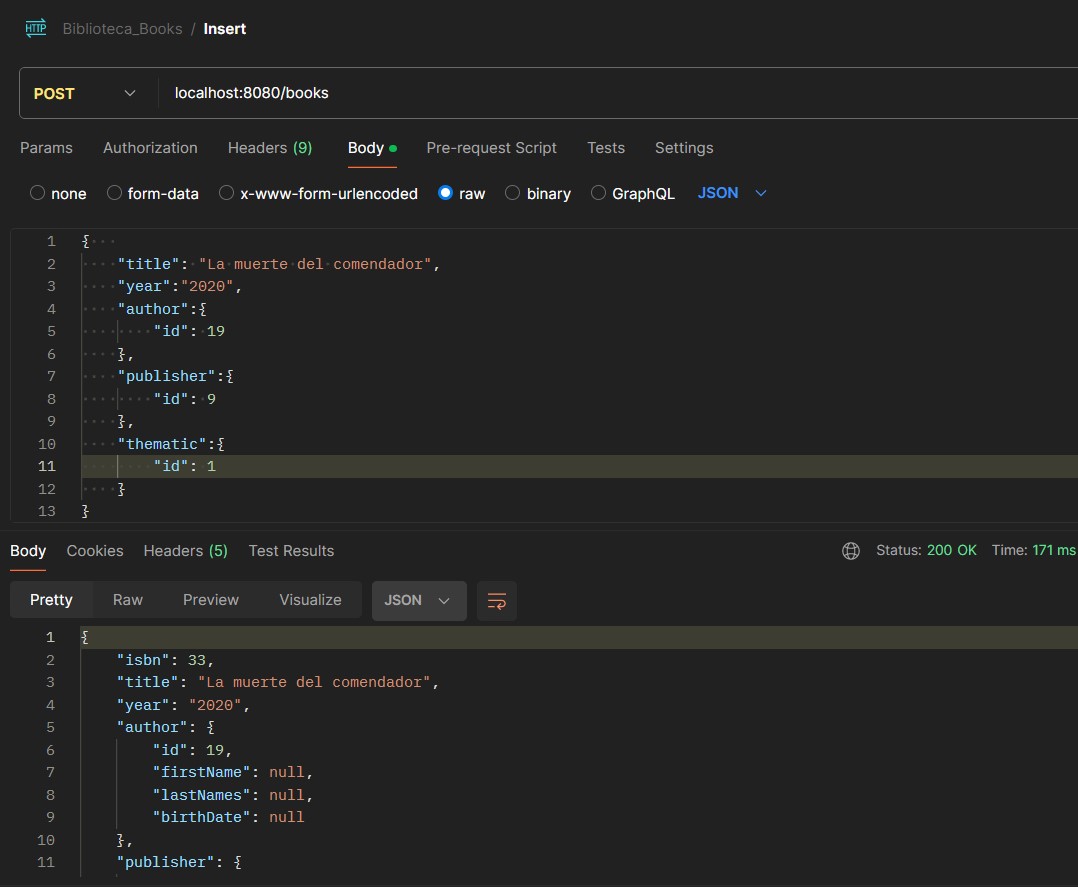 HTTP Biblioteca_Books / Insert
POST localhost:8080/books
Params Authorization Headers (9) Body Pre-request Script Tests Settings
none form-data x-www-form-urlencoded raw binary GraphQL JSON
1 {
2 "title": "La muerte del comendador",
3 "year":"2020",
4 "author":{
5 "id": 19
6 },
7 "publisher":{
8 "id": 9
9 },
10 "thematic":{
11 "id": 1
12 }
13 }
Body Cookies Headers (5) Test Results Status: 200 OK Time: 171 ms
Pretty Raw Preview Visualize JSON
1 {
2 "isbn": 33,
3 "title": "La muerte del comendador",
4 "year": "2020",
5 "author": {
6 "id": 19,
7 "firstName": null,
8 "lastNames": null,
9 "birthDate": null
10 },
11 "publisher": {